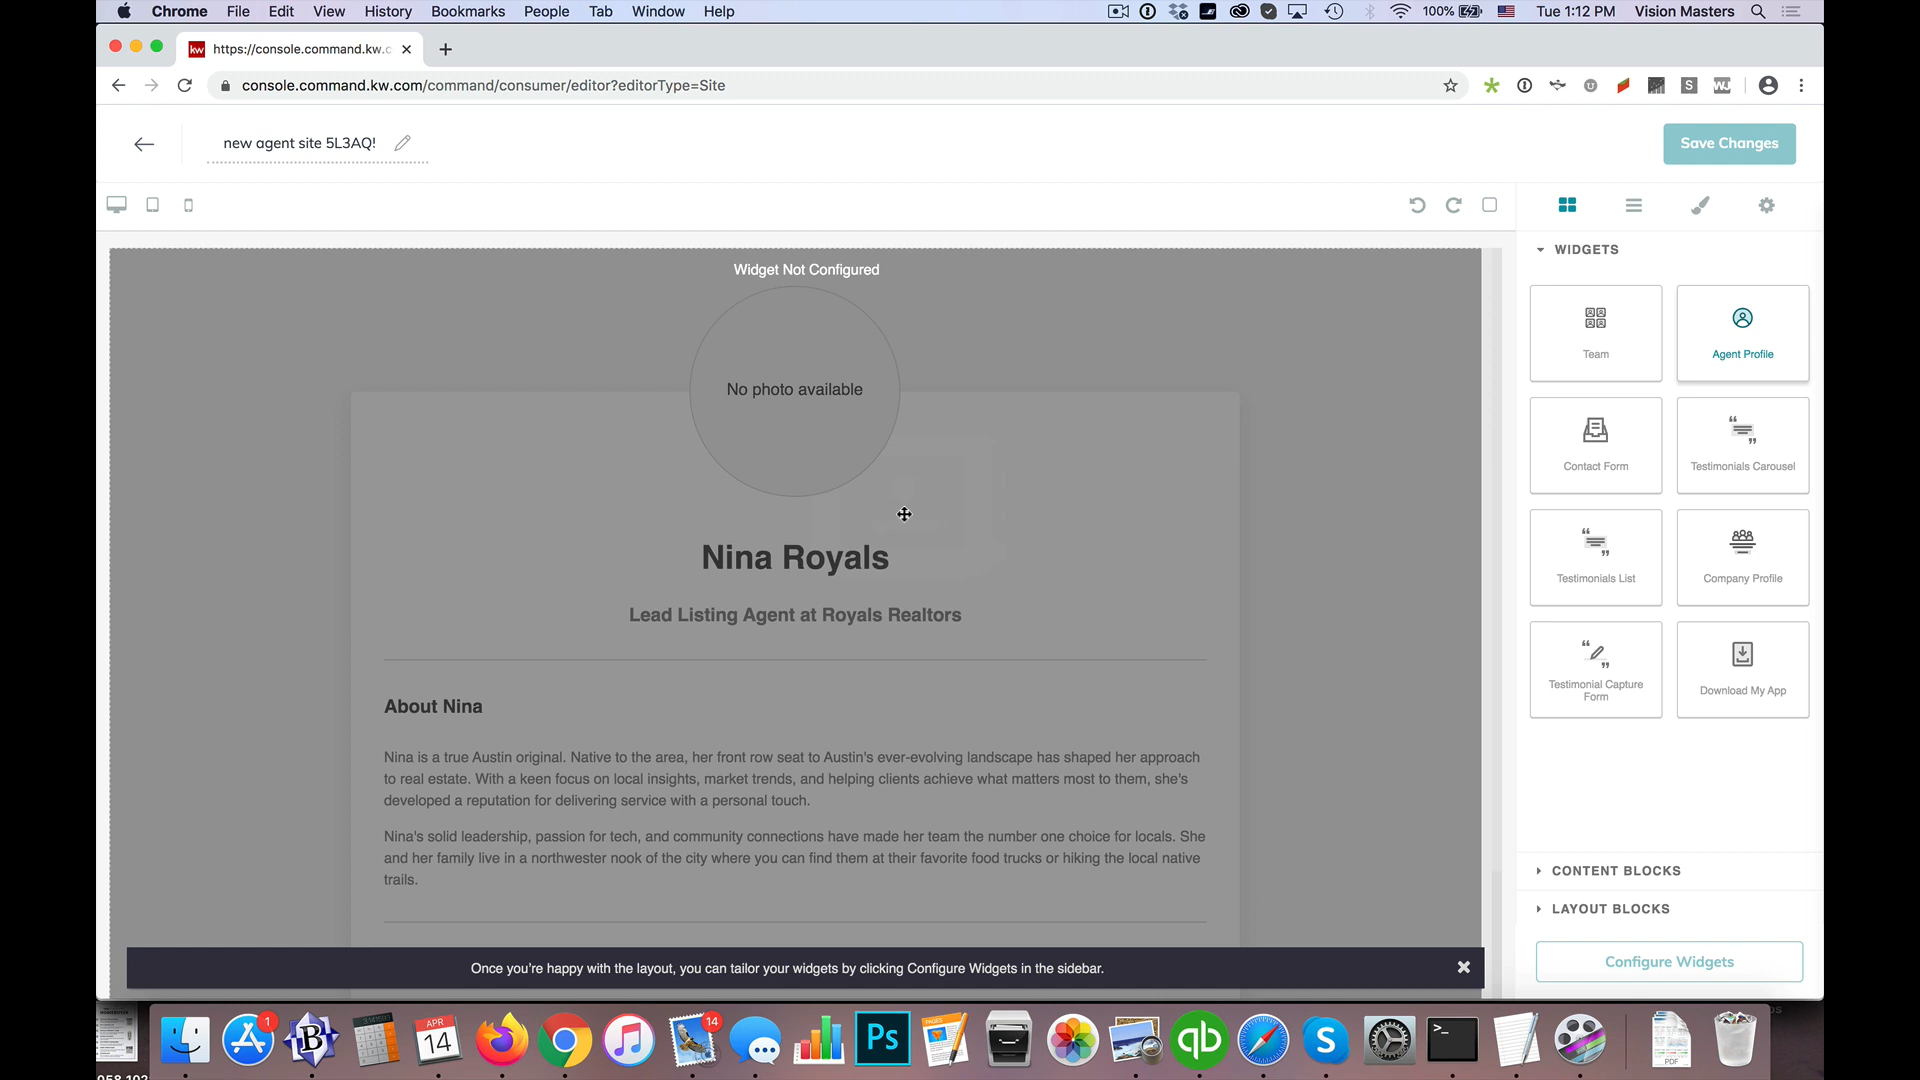 Chrome File Edit View History Bookmarks People Tab Window Help
100% Tue 1:12 PM Vision Masters
kw https://console.command.kw.c
console.command.kw.com/command/consumer/editor?editorType=Site
new agent site 5L3AQ!
Save Changes
Widget Not Configured
No photo available
Nina Royals
Lead Listing Agent at Royals Realtors
About Nina
Nina is a true Austin original. Native to the area, her front row seat to Austin's ever-evolving landscape has shaped her approach
to real estate. With a keen focus on local insights, market trends, and helping clients achieve what matters most to them, she's
developed a reputation for delivering service with a personal touch.
Nina's solid leadership, passion for tech, and community connections have made her team the number one choice for locals. She
and her family live in a northwester nook of the city where you can find them at their favorite food trucks or hiking the local native
trails.
Once you're happy with the layout, you can tailor your widgets by clicking Configure Widgets in the sidebar.
WIDGETS
Team
Agent Profile
Contact Form
Testimonials Carousel
Testimonials List
Company Profile
Testimonial Capture
Form
Download My App
CONTENT BLOCKS
LAYOUT BLOCKS
Configure Widgets
1
APR
14
14
Ps
PAGES
qb
S
PDF
058.102